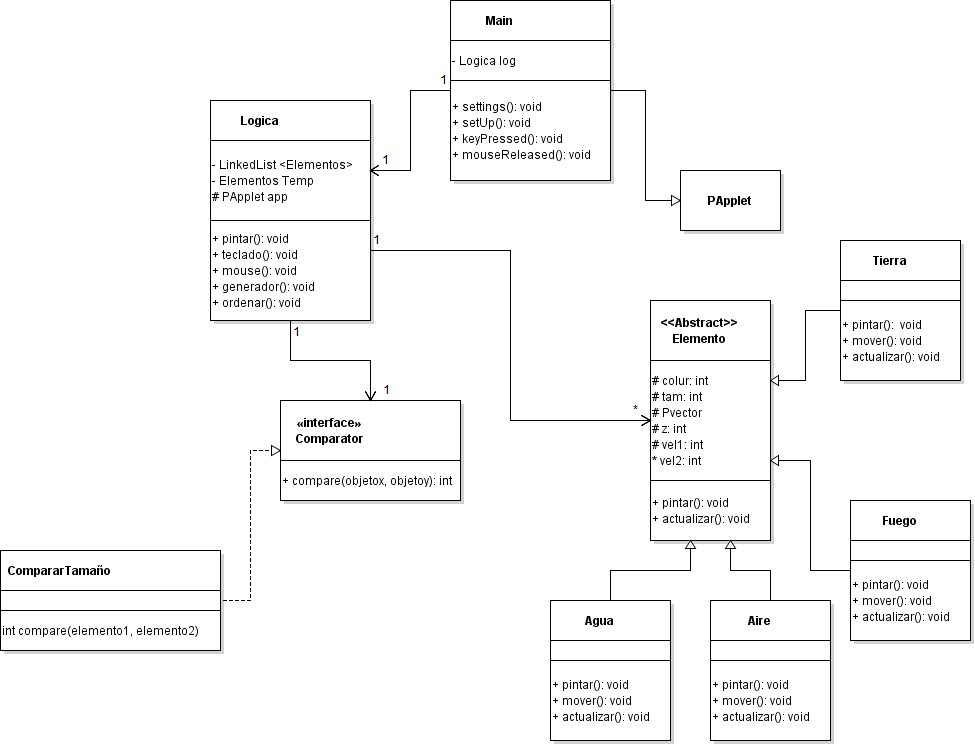 Main
- Logica log
+ settings(): void
+ setUp(): void
+ keyPressed(): void
+ mouseReleased(): void
1
1
Logica
- LinkedList <Elementos>
- Elementos Temp
# PApplet app
+ pintar(): void
+ teclado(): void
+ mouse(): void
+ generador(): void
+ ordenar(): void
PApplet
1
*
1
1
«interface»
Comparator
+ compare(objetox, objetoy): int
<<Abstract>>
Elemento
# colur: int
# tam: int
# Pvector
# z: int
# vel1: int
* vel2: int
+ pintar(): void
+ actualizar(): void
Tierra
+ pintar():  void
+ mover(): void
+ actualizar(): void
Fuego
+ pintar(): void
+ mover(): void
+ actualizar(): void
CompararTamaño
int compare(elemento1, elemento2)
Agua
+ pintar(): void
+ mover(): void
+ actualizar(): void
Aire
+ pintar(): void
+ mover(): void
+ actualizar(): void